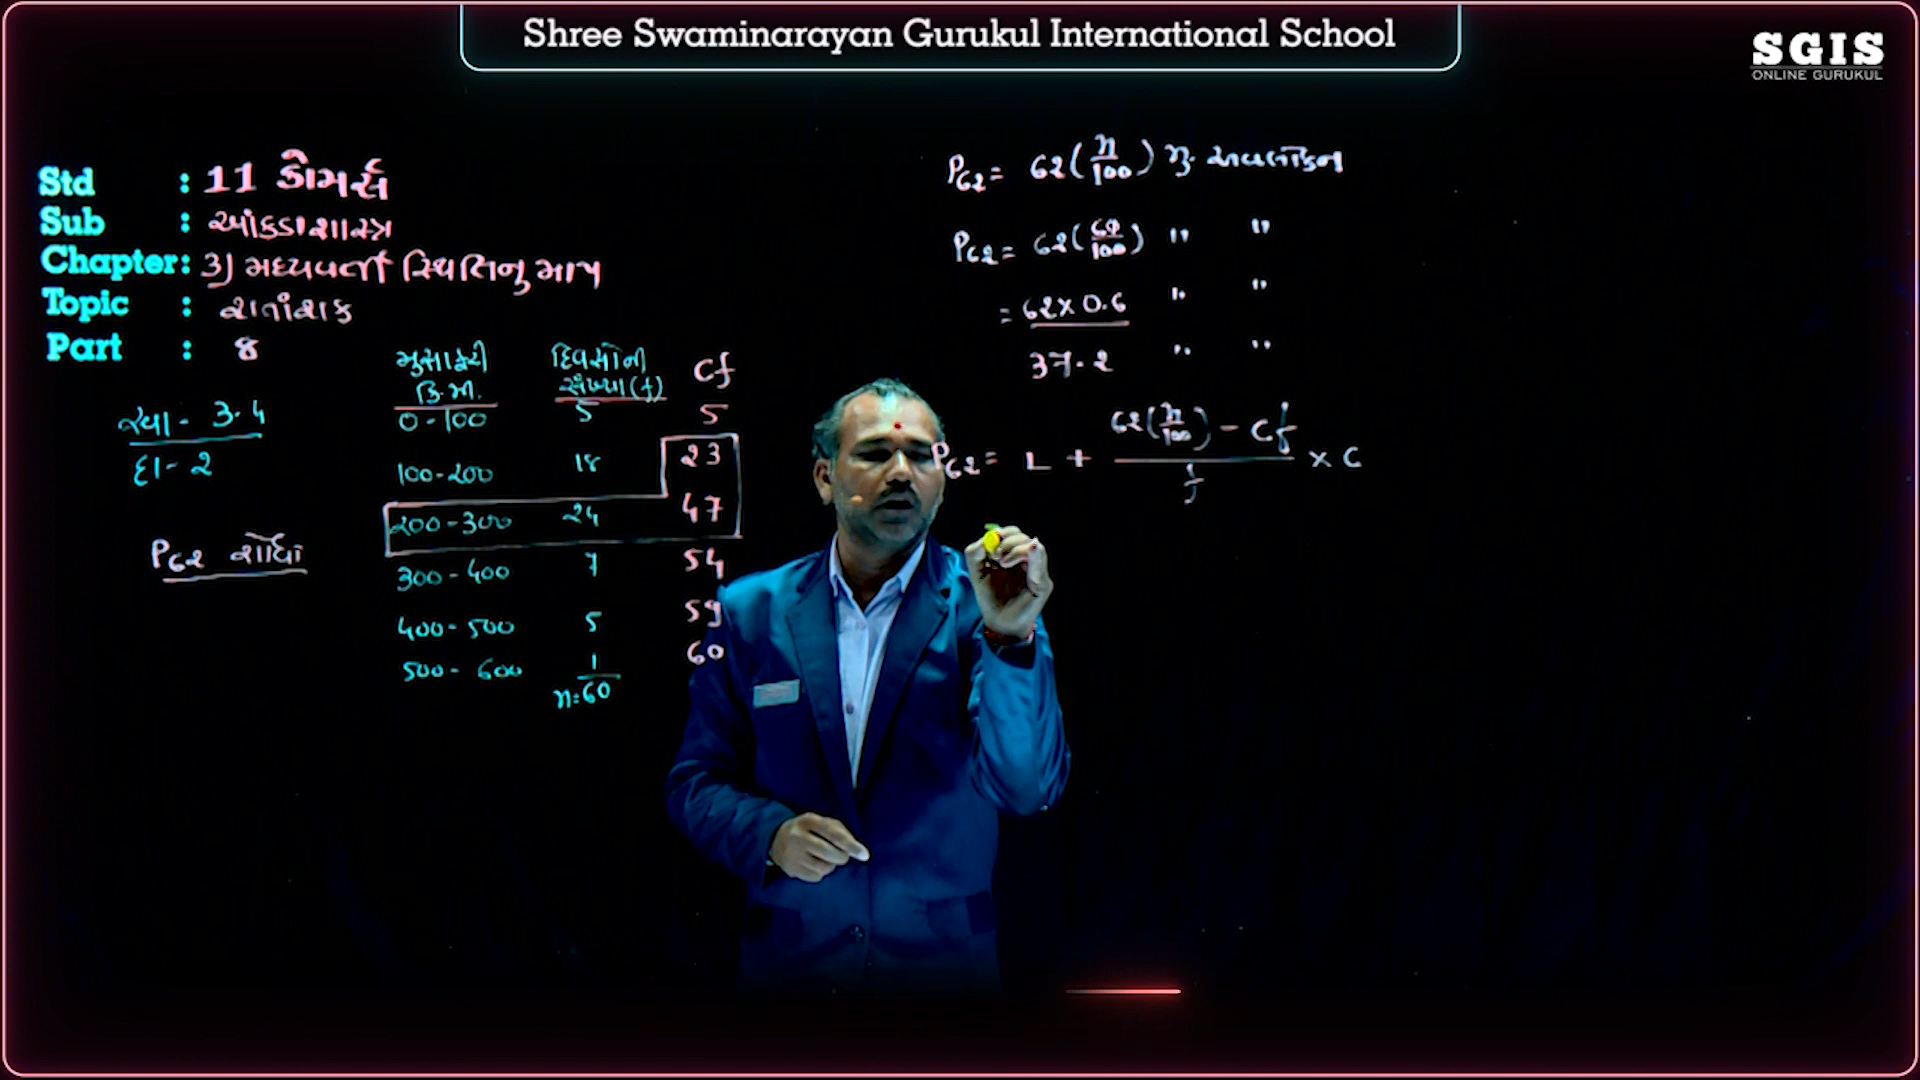 Shree Swaminarayan Gurukul International School
SGIS
ONLINE GURUKUL
Std : 11 કોમર્સ
Sub : આંકડાશાસ્ત્ર
Chapter: 3) મધ્યવર્તી સ્થિતિનુ માપ
Topic : શતાંશક
Part : 8
સ્વા - 3.4
દા - 2
P62 શોધો
મુસાફરી કિ.મી. દિવસોની સંખ્યા (f) cf
0-100 5 5
100-200 18 23
200-300 24 47
300-400 7 54
400-500 5 59
500-600 1 60
n=60
P62 = 62(n/100) નુ. અવલોકન
P62 = 62(60/100) " "
= 62x0.6 " "
37.2 " "
P62 = L + 62(n/100) - cf / f x c